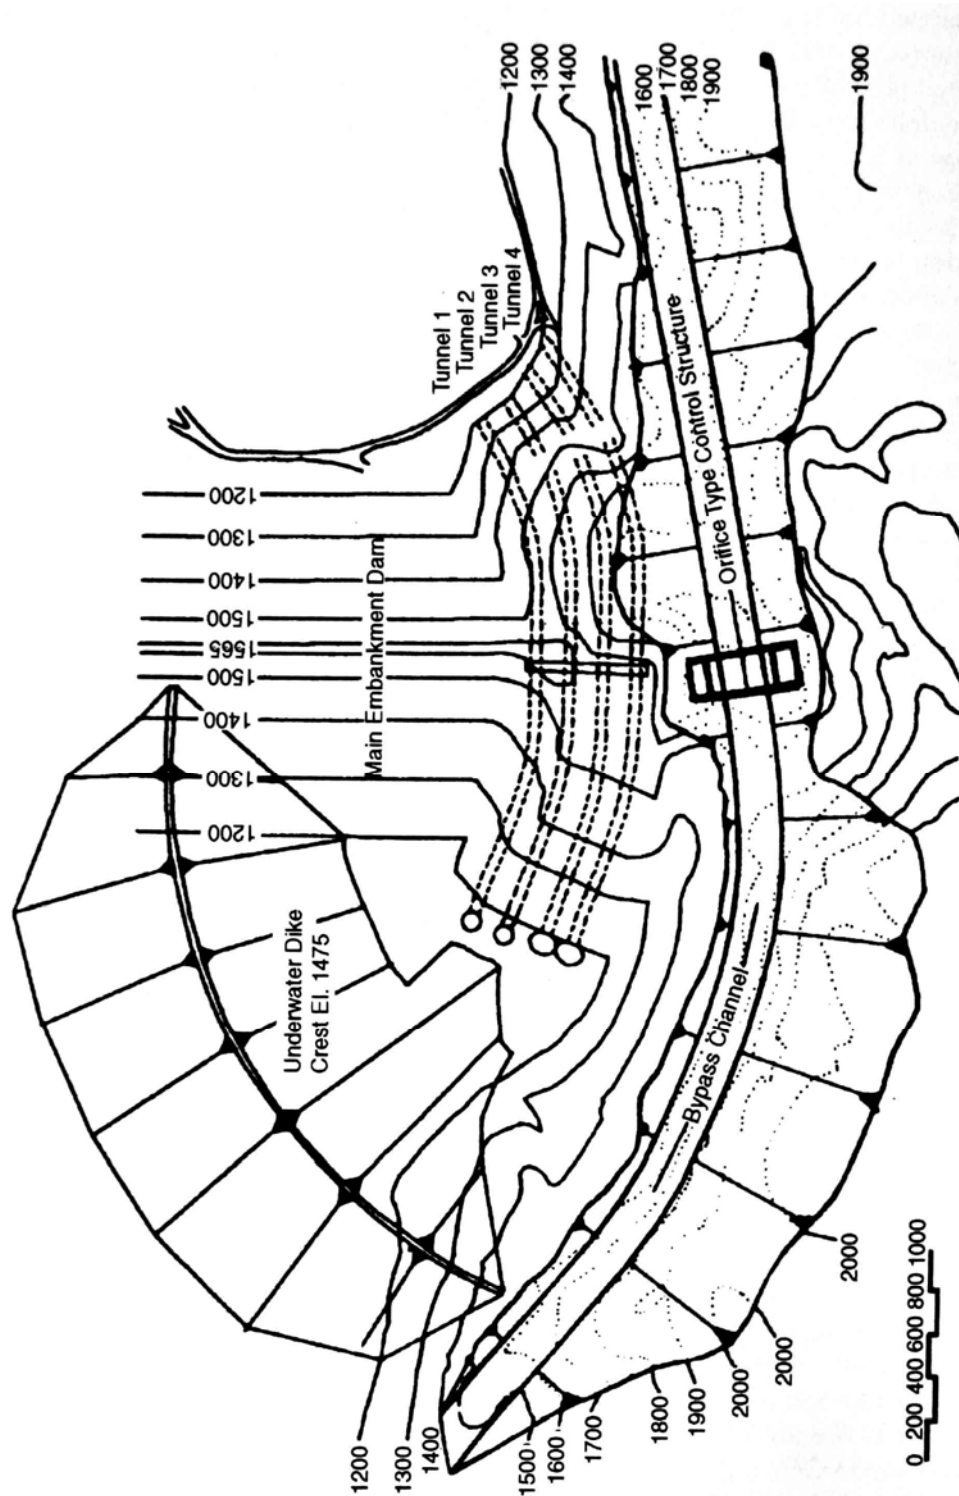 1200
1300
1400
1600
1700
1800
1900
1900
Tunnel 1
Tunnel 2
Tunnel 3
Tunnel 4
1200
1300
1400
1500
1565
1500
1400
1300
1200
Main Embankment Dam
Orifice Type Control Structure
Underwater Dike
Crest El. 1475
Bypass Channel
1200
1300
1400
1500
1600
1700
1800
1900
2000
2000
2000
0 200 400 600 800 1000